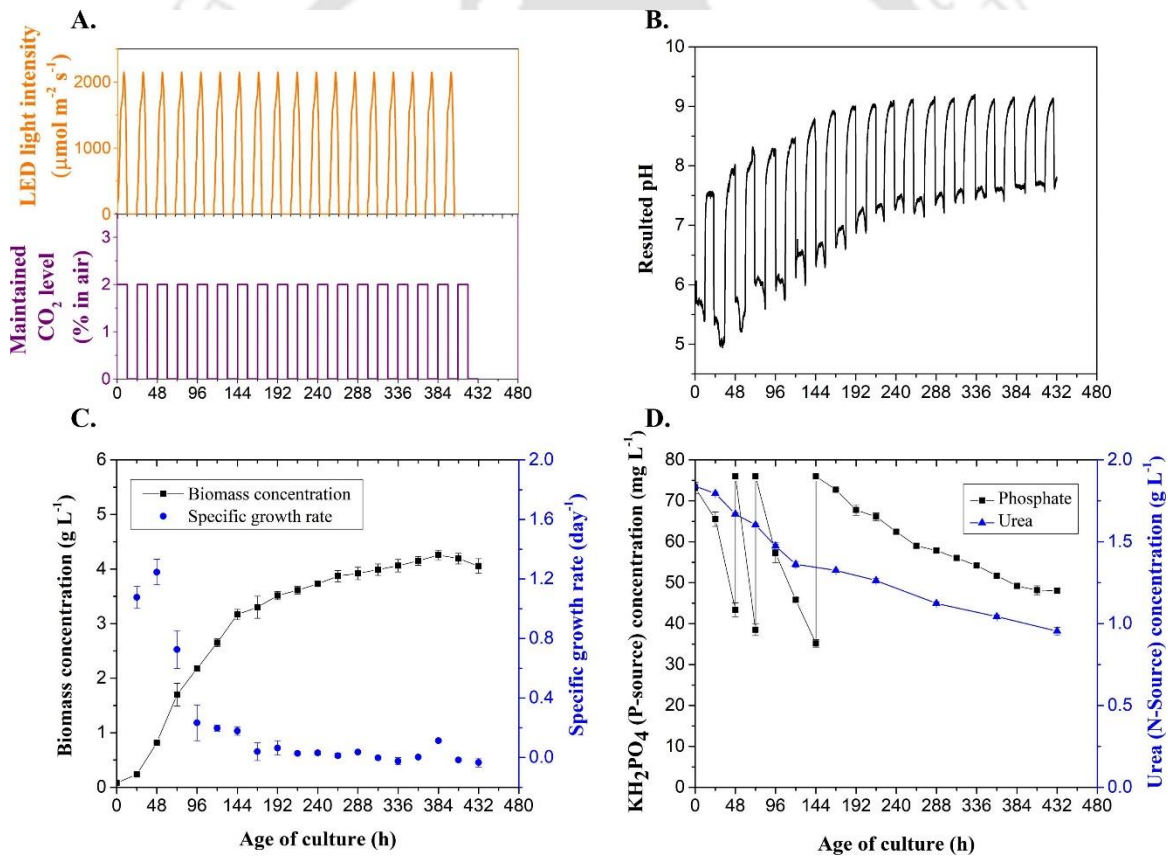 A.
LED light intensity
(μmol m⁻² s⁻¹)
2000
1000
0
Maintained
CO₂ level
(% in air)
3
2
1
0
0 48 96 144 192 240 288 336 384 432 480
B.
Resulted pH
10
9
8
7
6
5
0 48 96 144 192 240 288 336 384 432 480
C.
Biomass concentration (g L⁻¹)
6
5
4
3
2
1
0
Biomass concentration
Specific growth rate
2.0
1.6
1.2
0.8
0.4
0.0
Specific growth rate (day⁻¹)
0 48 96 144 192 240 288 336 384 432 480
Age of culture (h)
D.
KH₂PO₄ (P-source) concentration (mg L⁻¹)
80
70
60
50
40
30
20
10
0
Phosphate
Urea
2.0
1.5
1.0
0.5
0.0
Urea (N-Source) concentration (g L⁻¹)
0 48 96 144 192 240 288 336 384 432 480
Age of culture (h)